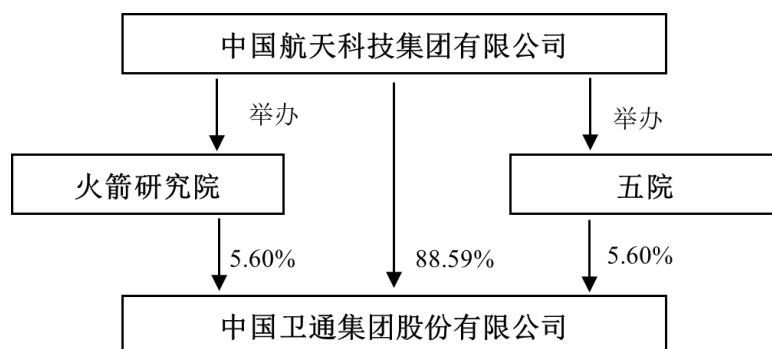 中国航天科技集团有限公司
举办
举办
火箭研究院
五院
5.60%
88.59%
5.60%
中国卫通集团股份有限公司